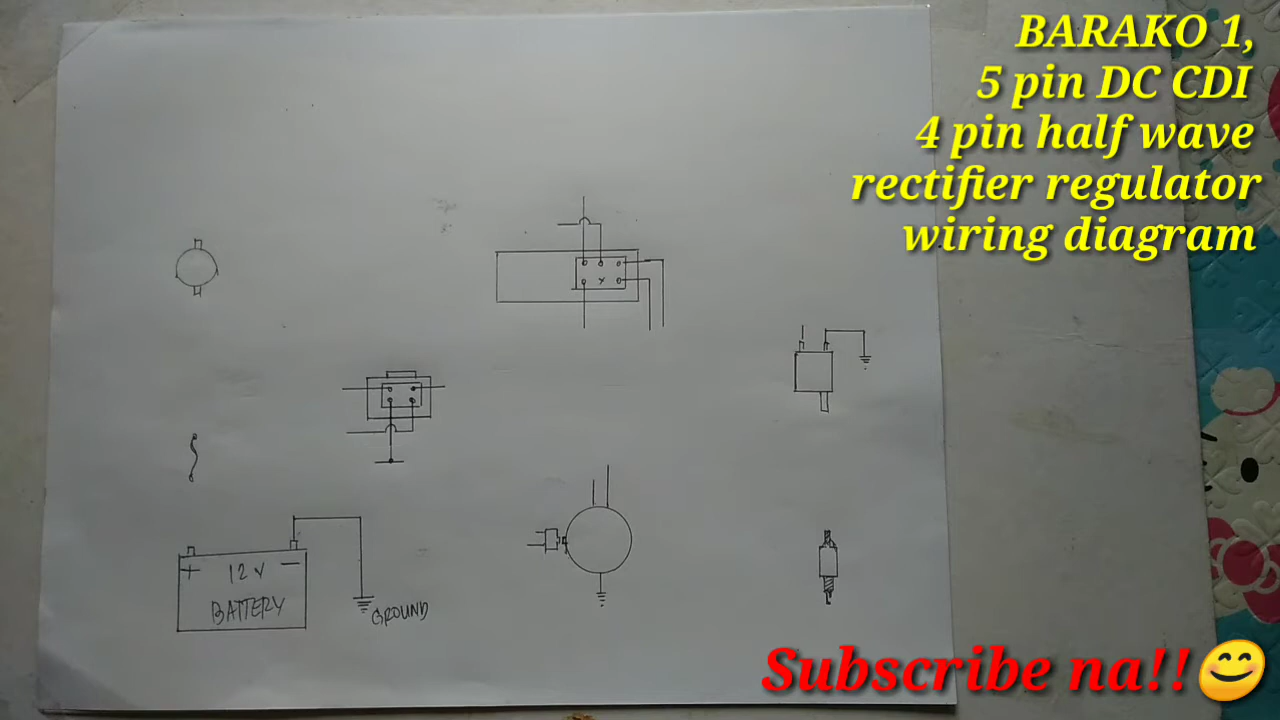 BARAKO 1,
5 pin DC CDI
4 pin half wave
rectifier regulator
wiring diagram
+ 12 V −
BATTERY
GROUND
Subscribe na!!